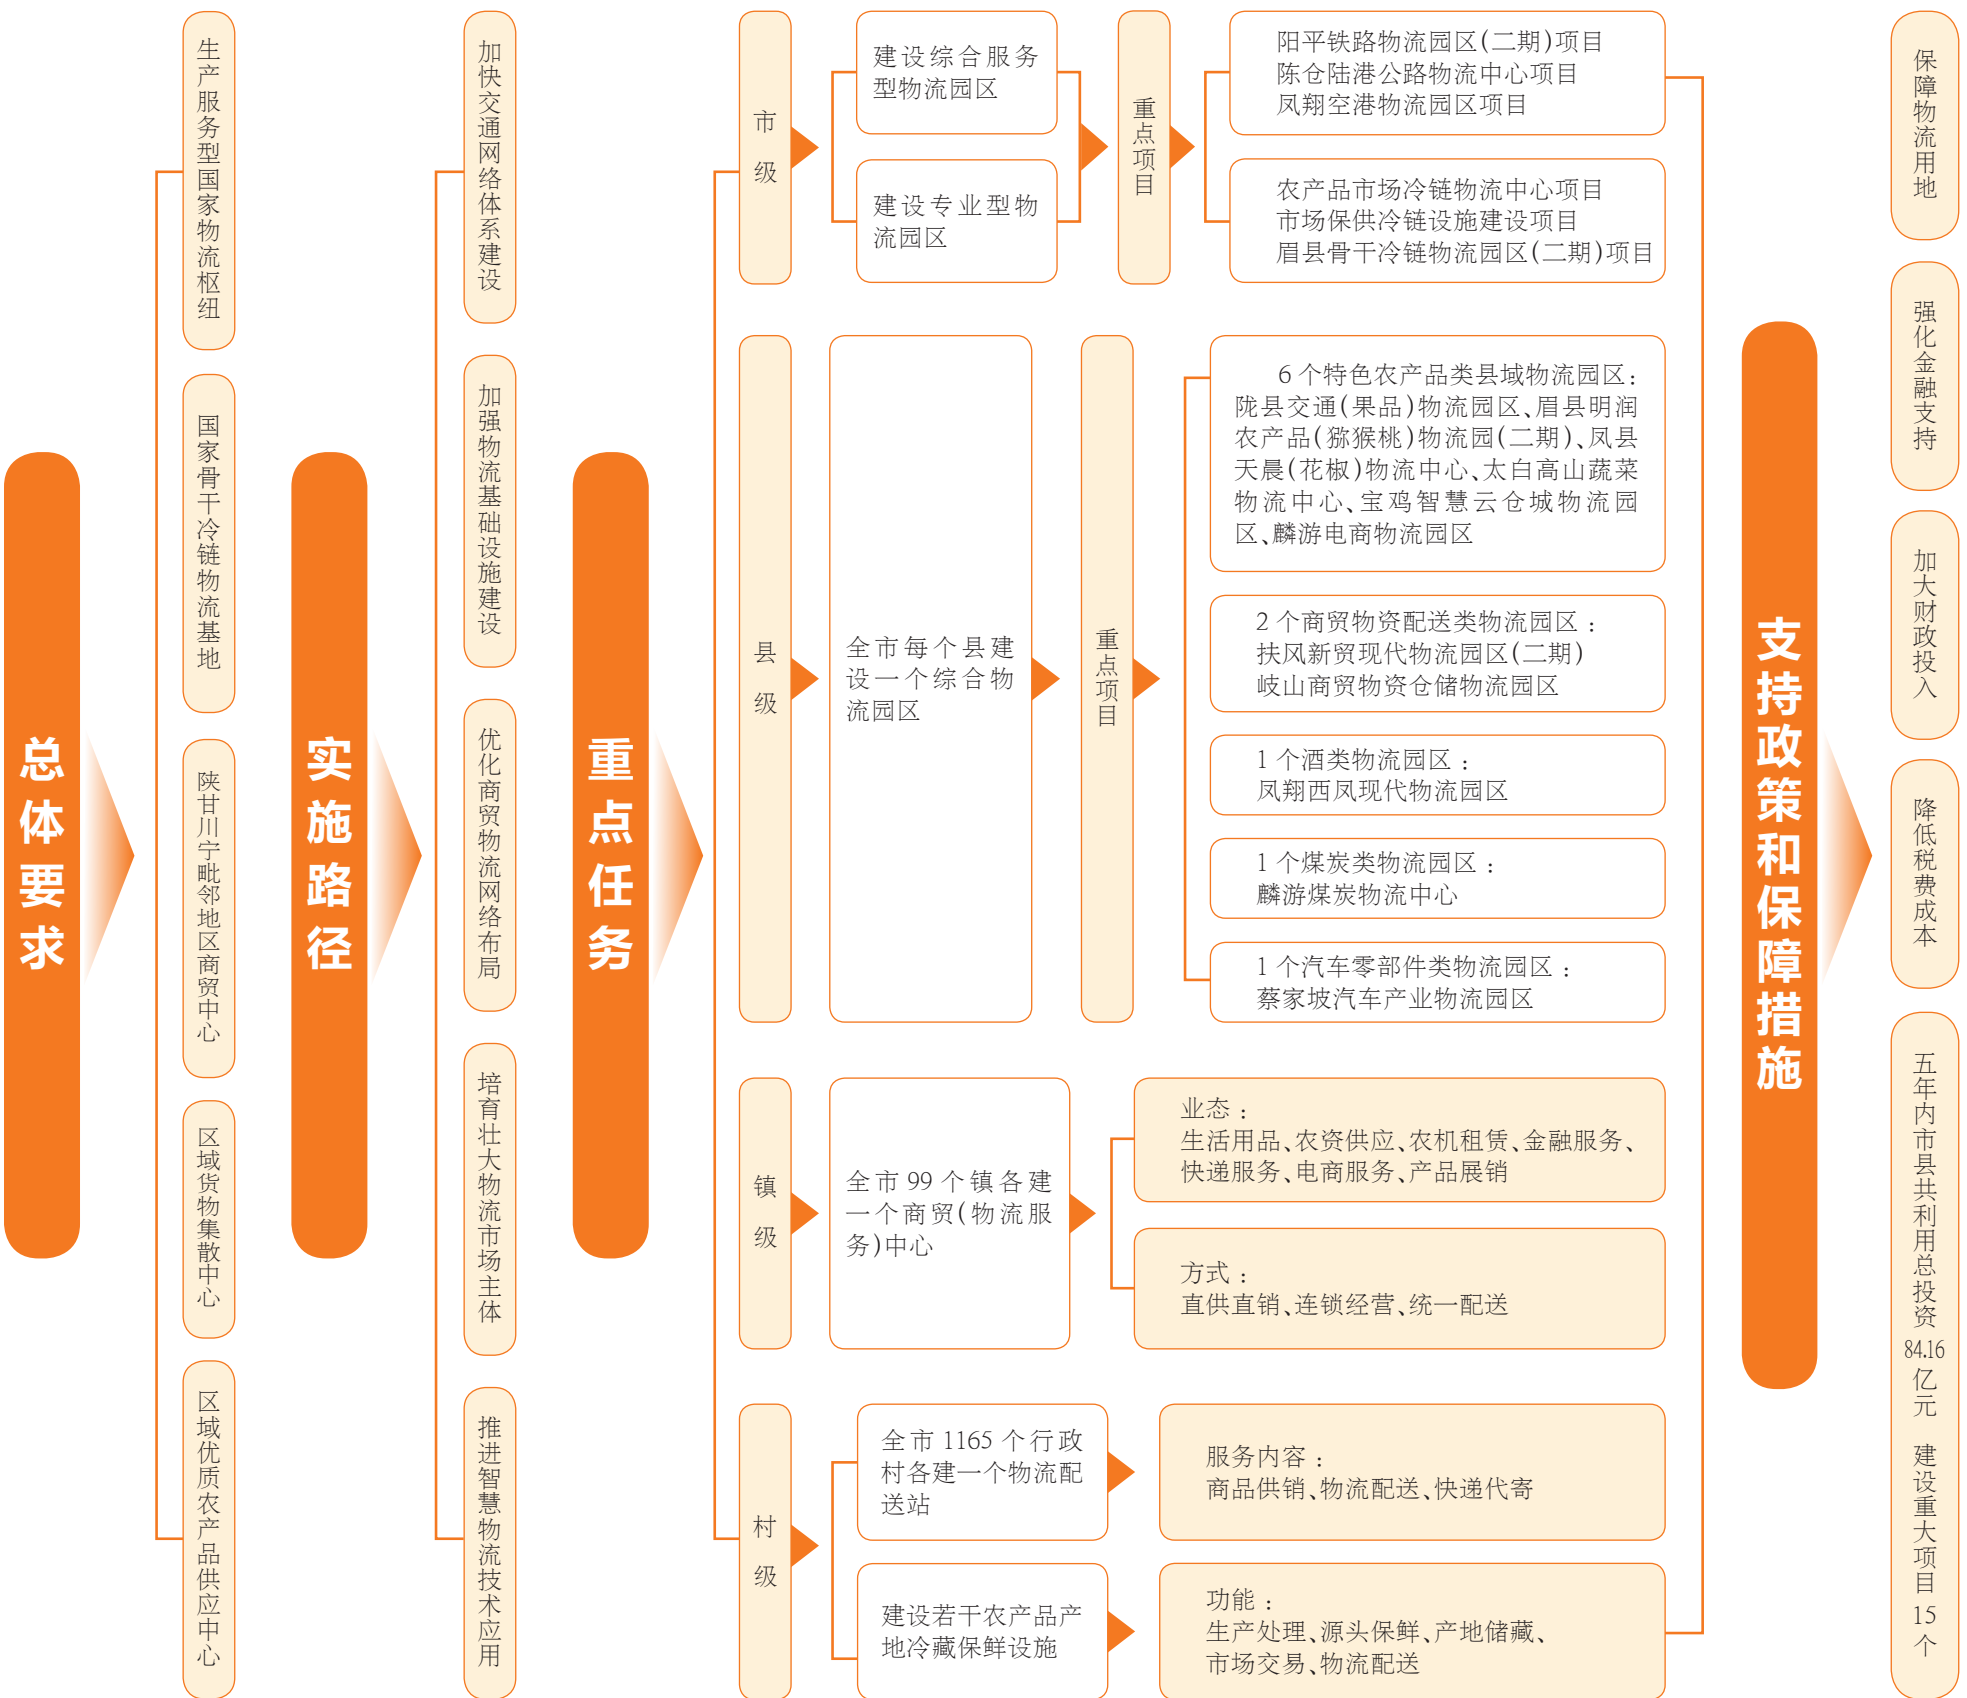 总体要求
生产服务型国家物流枢纽
国家骨干冷链物流基地
陕甘川宁毗邻地区商贸中心
区域货物集散中心
区域优质农产品供应中心
实施路径
加快交通网络体系建设
加强物流基础设施建设
优化商贸物流网络布局
培育壮大物流市场主体
推进智慧物流技术应用
重点任务
市级
建设综合服务
型物流园区
建设专业型物
流园区
重点项目
阳平铁路物流园区(二期)项目
陈仓陆港公路物流中心项目
凤翔空港物流园区项目
农产品市场冷链物流中心项目
市场保供冷链设施建设项目
眉县骨干冷链物流园区(二期)项目
县级
全市每个县建
设一个综合物
流园区
重点项目
6个特色农产品类县域物流园区：
陇县交通(果品)物流园区、眉县明润
农产品(猕猴桃)物流园(二期)、凤县
天晨(花椒)物流中心、太白高山蔬菜
物流中心、宝鸡智慧云仓城物流园
区、麟游电商物流园区
2个商贸物资配送类物流园区：
扶风新贸现代物流园区(二期)
岐山商贸物资仓储物流园区
1个酒类物流园区：
凤翔西凤现代物流园区
1个煤炭类物流园区：
麟游煤炭物流中心
1个汽车零部件类物流园区：
蔡家坡汽车产业物流园区
镇级
全市99个镇各建
一个商贸(物流服
务)中心
业态：
生活用品、农资供应、农机租赁、金融服务、
快递服务、电商服务、产品展销
方式：
直供直销、连锁经营、统一配送
村级
全市1165个行政
村各建一个物流配
送站
服务内容：
商品供销、物流配送、快递代寄
建设若干农产品产
地冷藏保鲜设施
功能：
生产处理、源头保鲜、产地储藏、
市场交易、物流配送
支持政策和保障措施
保障物流用地
强化金融支持
加大财政投入
降低税费成本
五年内市县共利用总投资84.16亿元 建设重大项目15个